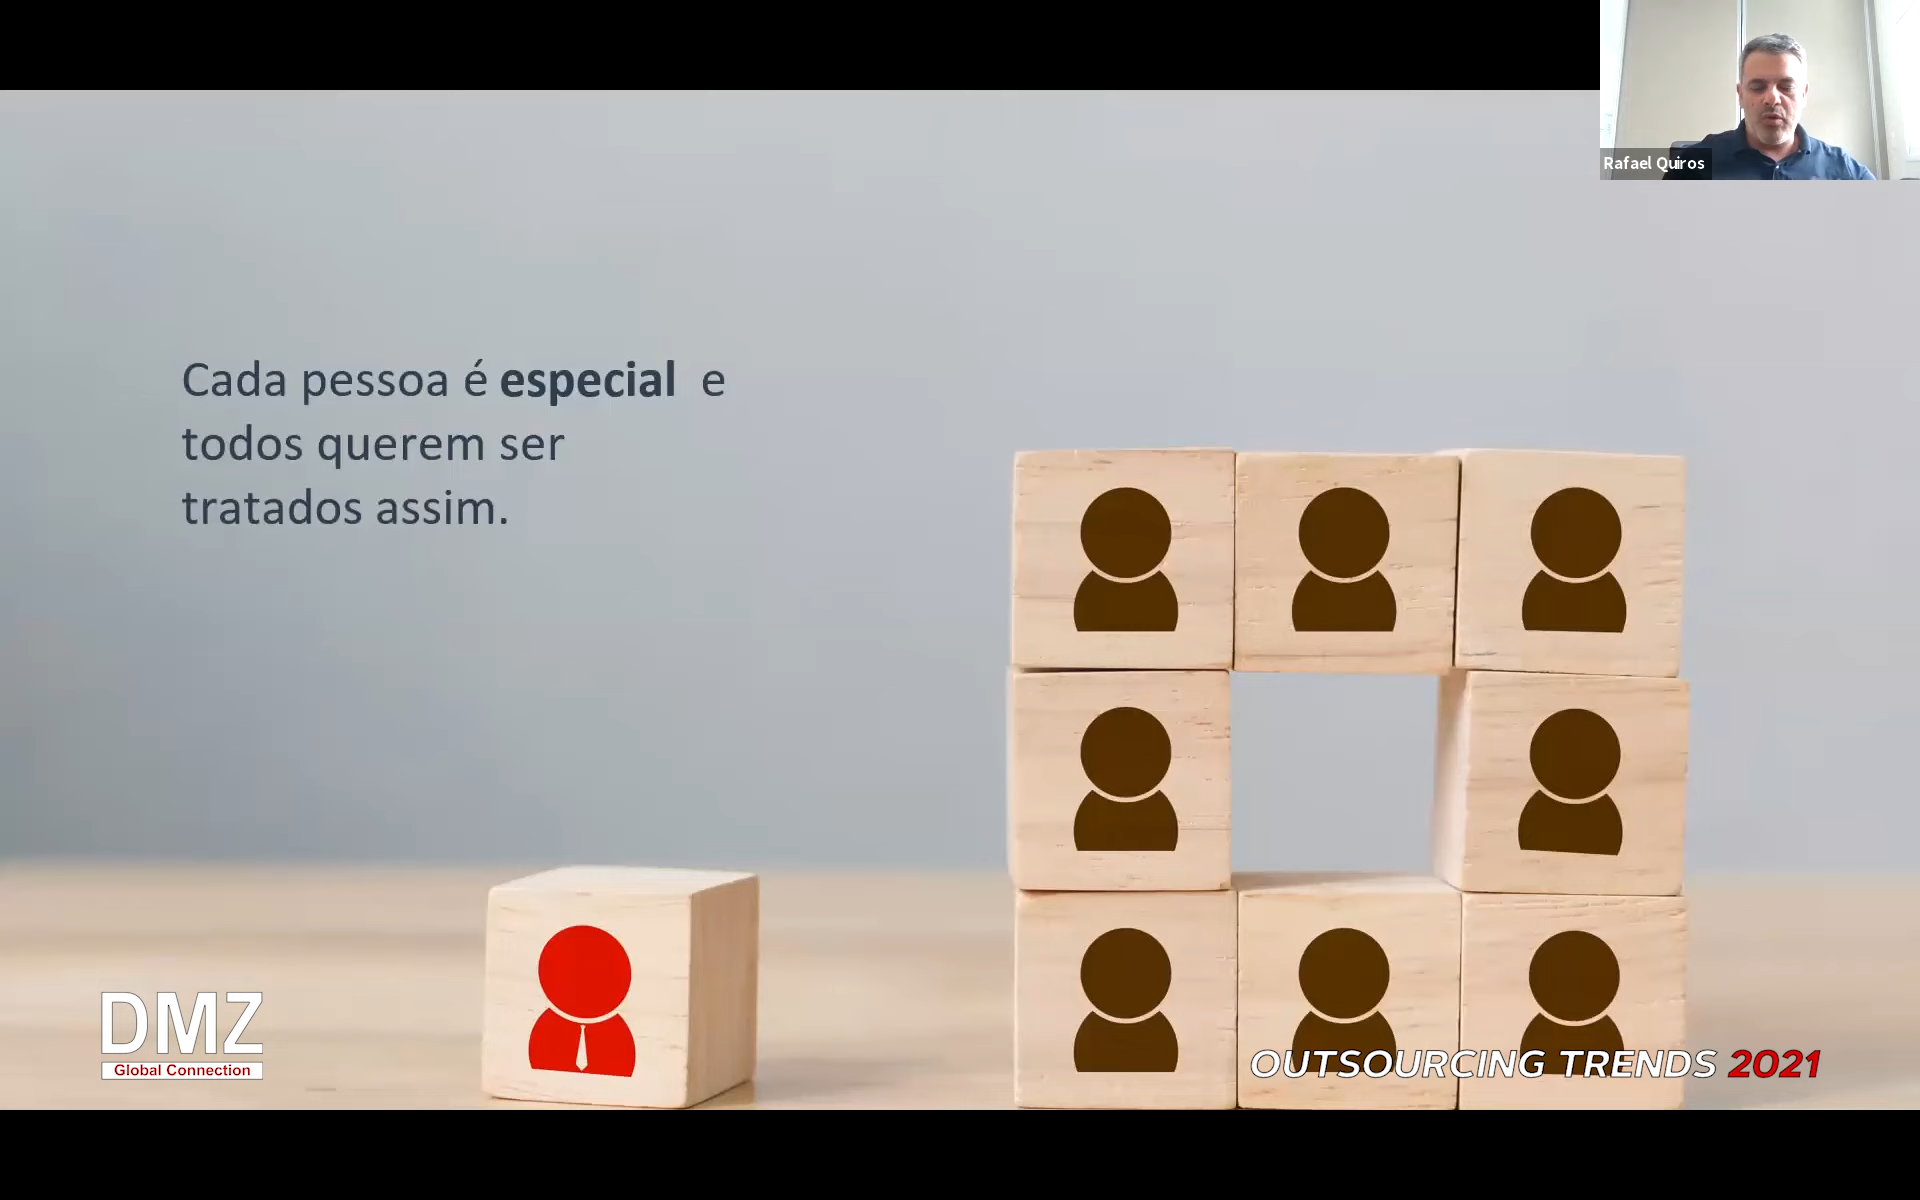 Rafael Quiros
Cada pessoa é especial e
todos querem ser
tratados assim.
DMZ
Global Connection
OUTSOURCING TRENDS 2021